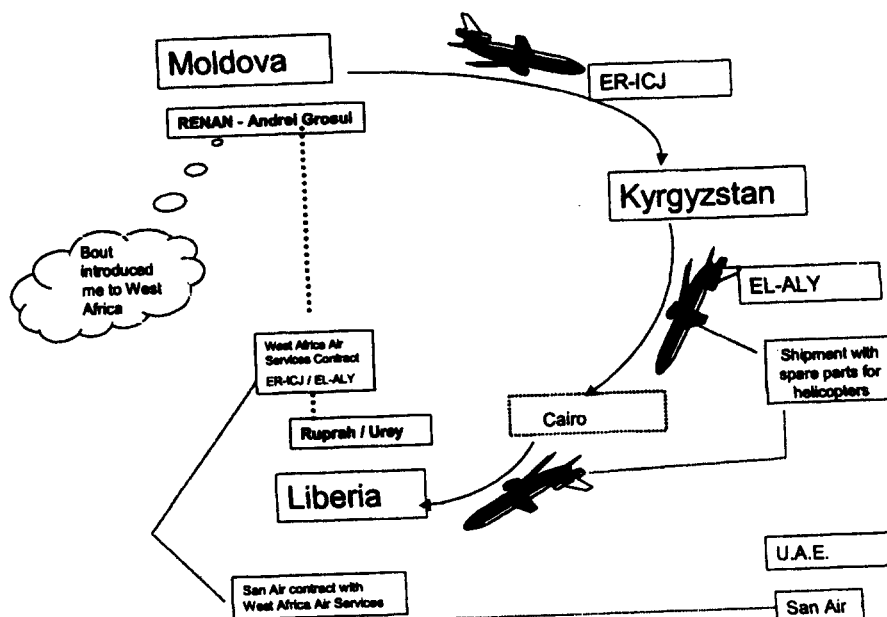 Moldova
ER-ICJ
RENAN - Andrei Grosul
Kyrgyzstan
Bout
introduced
me to West
Africa
EL-ALY
West Africa Air
Services Contract
ER-ICJ / EL-ALY
Shipment with
spare parts for
helicopters
Cairo
Ruprah / Urey
Liberia
U.A.E.
San Air contract with
West Africa Air Services
San Air